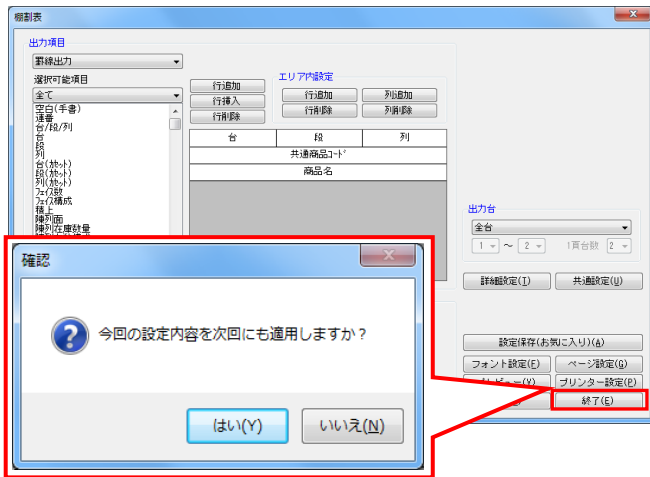 棚割表
出力項目
罫線出力
選択可能項目
全て
空白(手書)
連番
台/段/列
台
段
列
台(ｶｾｯﾄ)
段(ｶｾｯﾄ)
列(ｶｾｯﾄ)
ﾌｪｲｽ数
ﾌｪｲｽ構成
積上
陳列面
陳列在庫数量
行追加
行挿入
行削除
エリア内設定
行追加
列追加
行削除
列削除
台 段 列
共通商品ｺｰﾄﾞ
商品名
出力台
全台
1 ～ 2 1頁台数 2
詳細設定(I) 共通設定(U)
設定保存(お気に入り)(A)
フォント設定(F) ページ設定(G)
プリンター設定(P)
終了(E)
確認
今回の設定内容を次回にも適用しますか？
はい(Y) いいえ(N)